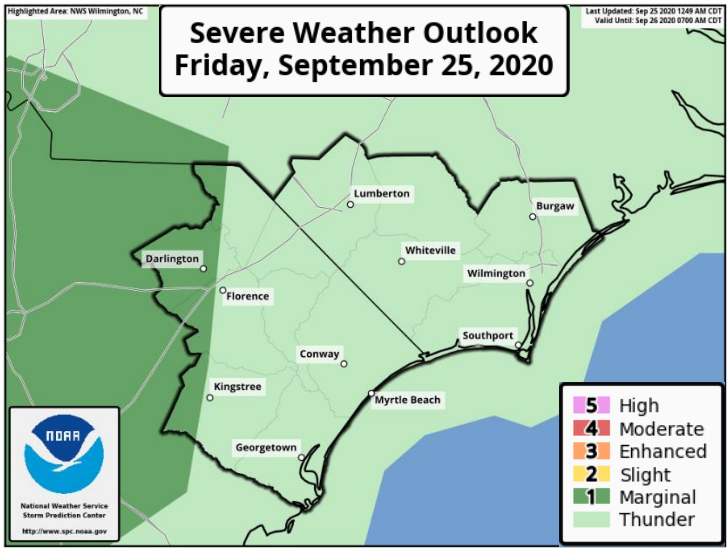 Highlighted Area: NWS Wilmington, NC
Severe Weather Outlook
Friday, September 25, 2020
Last Updated: Sep 25 2020 1249 AM CDT
Valid Until: Sep 26 2020 0700 AM CDT
Lumberton
Burgaw
Whiteville
Darlington
Wilmington
Florence
Southport
Conway
Kingstree
Myrtle Beach
Georgetown
5 High
4 Moderate
3 Enhanced
2 Slight
1 Marginal
Thunder
NOAA
National Weather Service
Storm Prediction Center
http://www.spc.noaa.gov